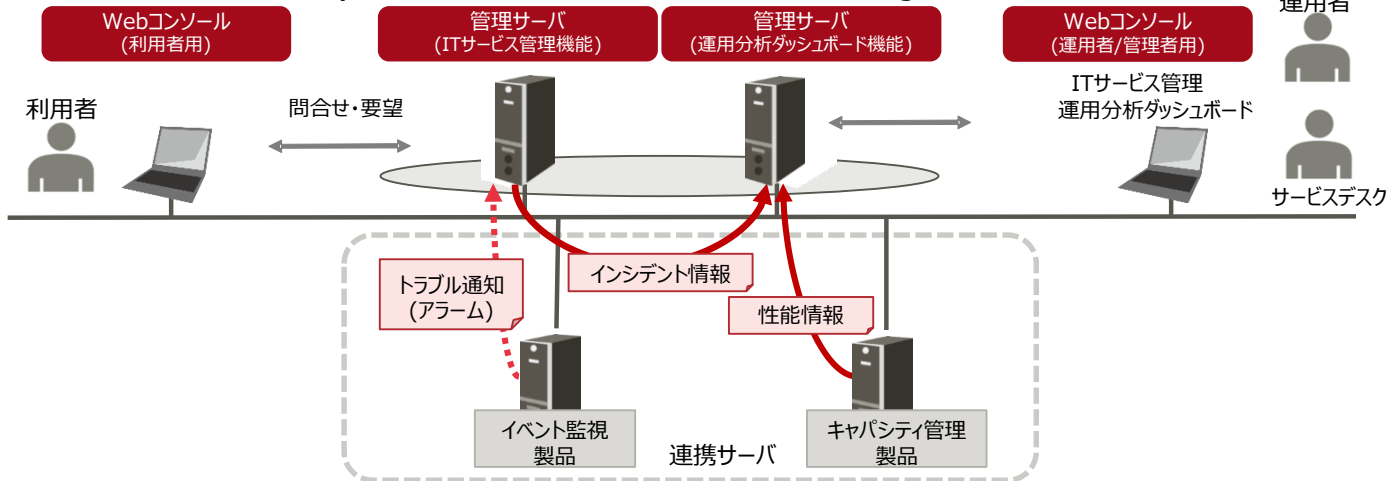 運用者
Webコンソール
(利用者用)
管理サーバ
(ITサービス管理機能)
管理サーバ
(運用分析ダッシュボード機能)
Webコンソール
(運用者/管理者用)
利用者
問合せ・要望
ITサービス管理
運用分析ダッシュボード
サービスデスク
トラブル通知
(アラーム)
インシデント情報
性能情報
イベント監視
製品
連携サーバ
キャパシティ管理
製品